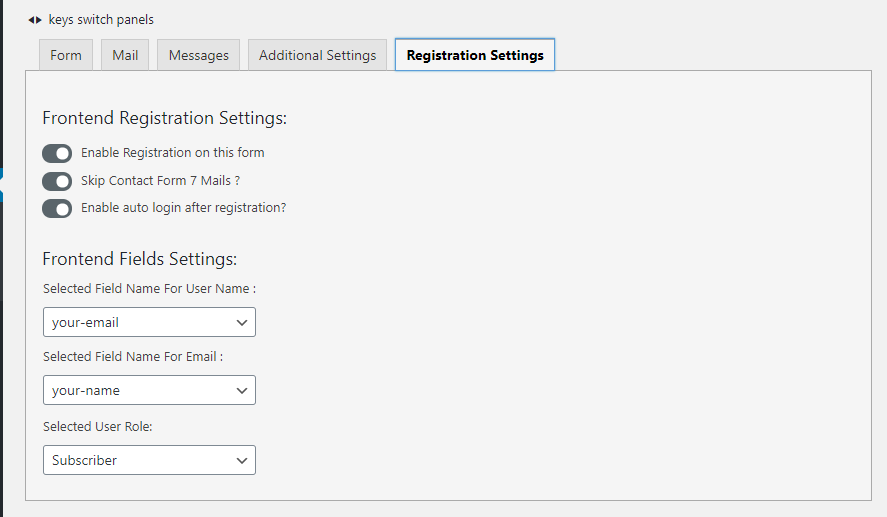 keys switch panels
Form Mail Messages Additional Settings Registration Settings
Frontend Registration Settings:
Enable Registration on this form
Skip Contact Form 7 Mails ?
Enable auto login after registration?
Frontend Fields Settings:
Selected Field Name For User Name :
your-email
Selected Field Name For Email :
your-name
Selected User Role:
Subscriber